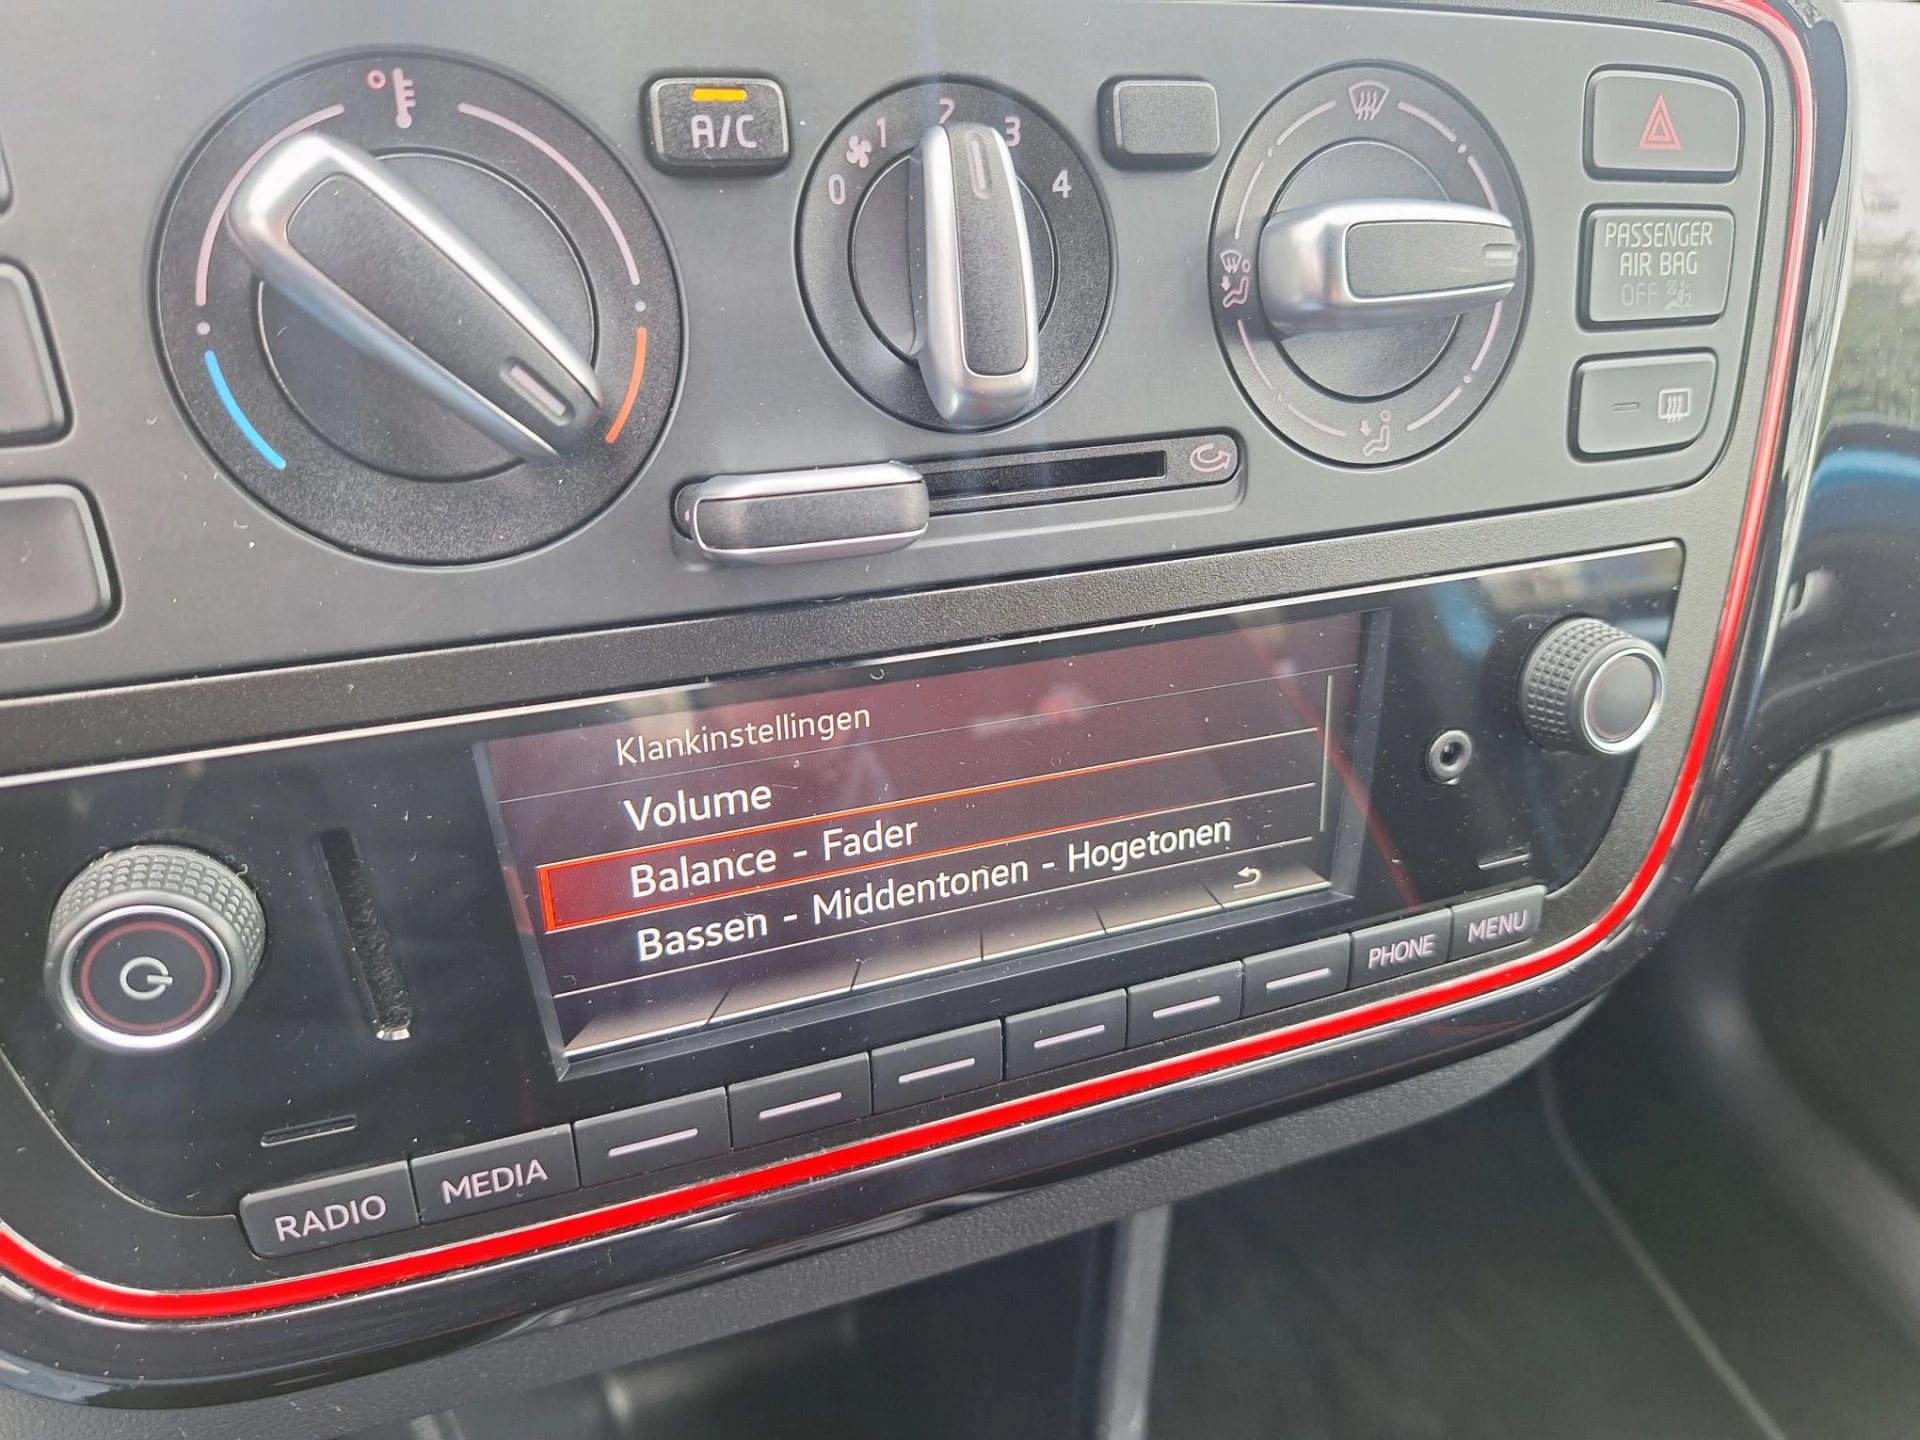 A/C
0 1 2 3 4
PASSENGER
AIR BAG
OFF
2
Klankinstellingen
Volume
Balance - Fader
Bassen - Middentonen - Hogetonen
RADIO
MEDIA
PHONE
MENU